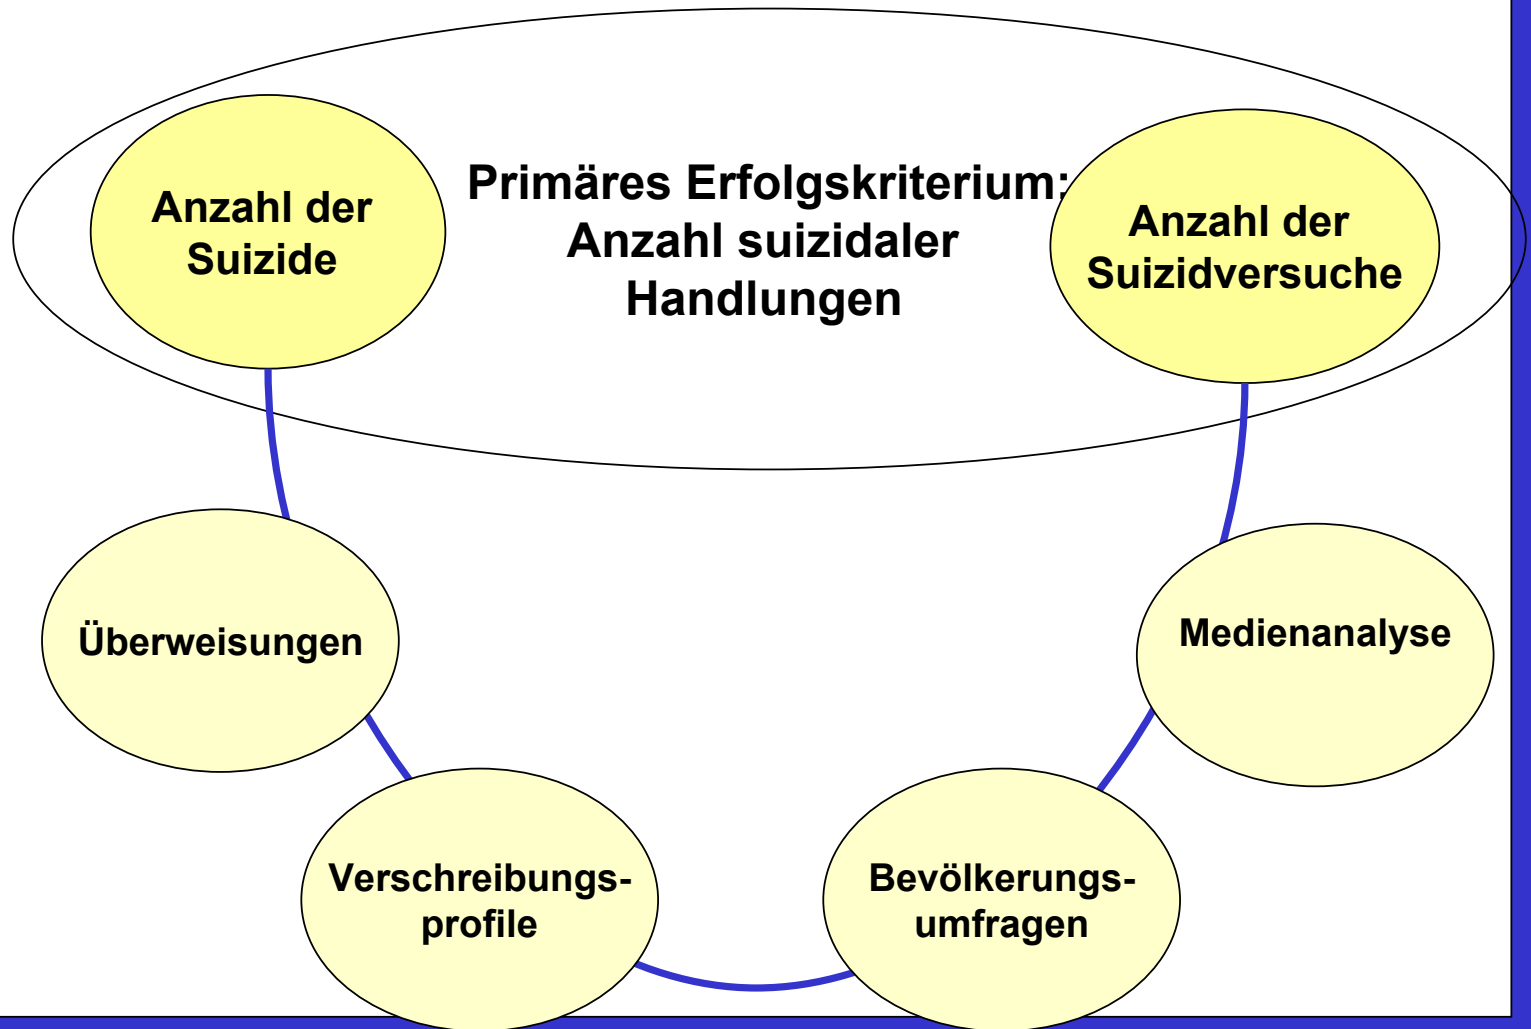 Anzahl der
Suizide
Primäres Erfolgskriterium:
Anzahl suizidaler
Handlungen
Anzahl der
Suizidversuche
Überweisungen
Medienanalyse
Verschreibungs-
profile
Bevölkerungs-
umfragen